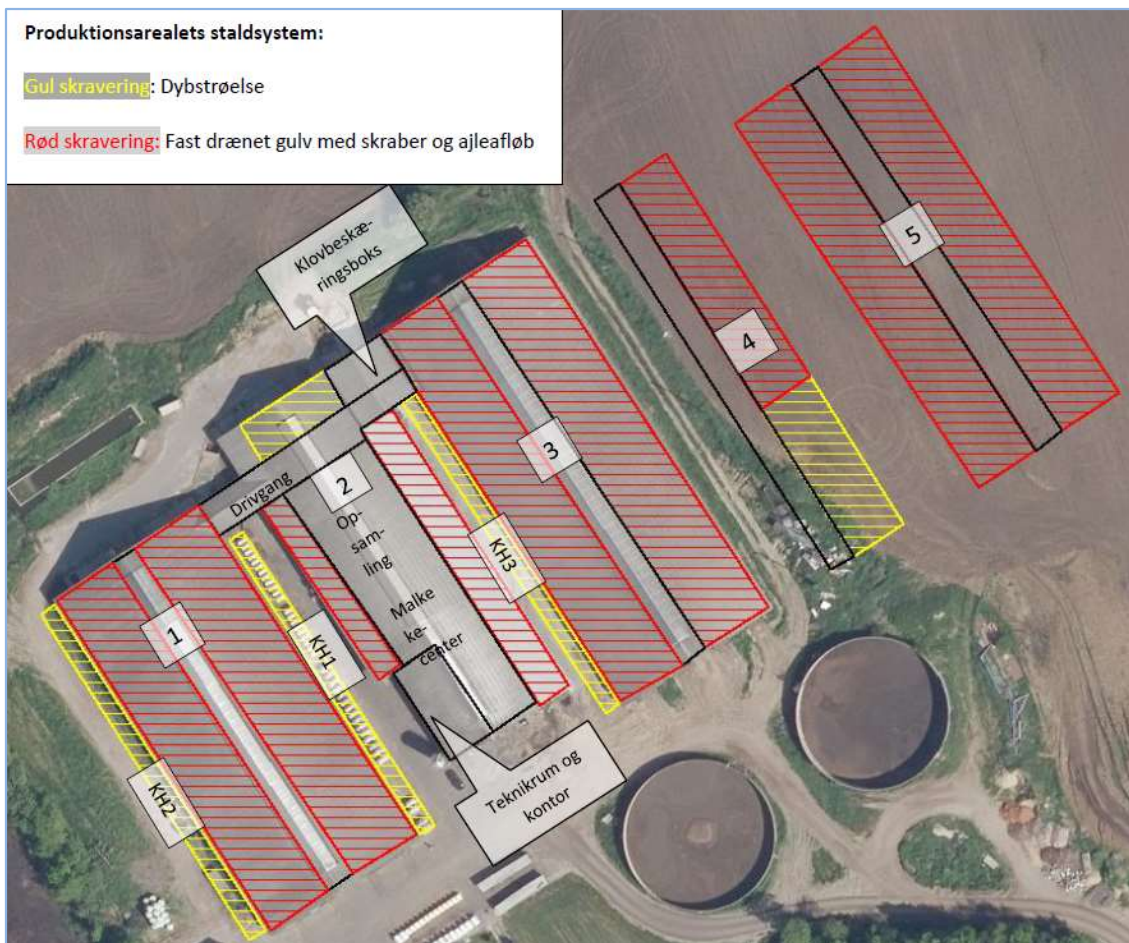 Produktionsarealets staldsystem:
Gul skravering: Dybstrøelse
Rød skravering: Fast drænet gulv med skraber og ajleafløb
Klovbeskæ-
ringsboks
5
4
3
2
Drivgang
Op-
sam-
ling
KH3
Malke
ke-
center
1
KH1
KH2
Teknikrum og
kontor